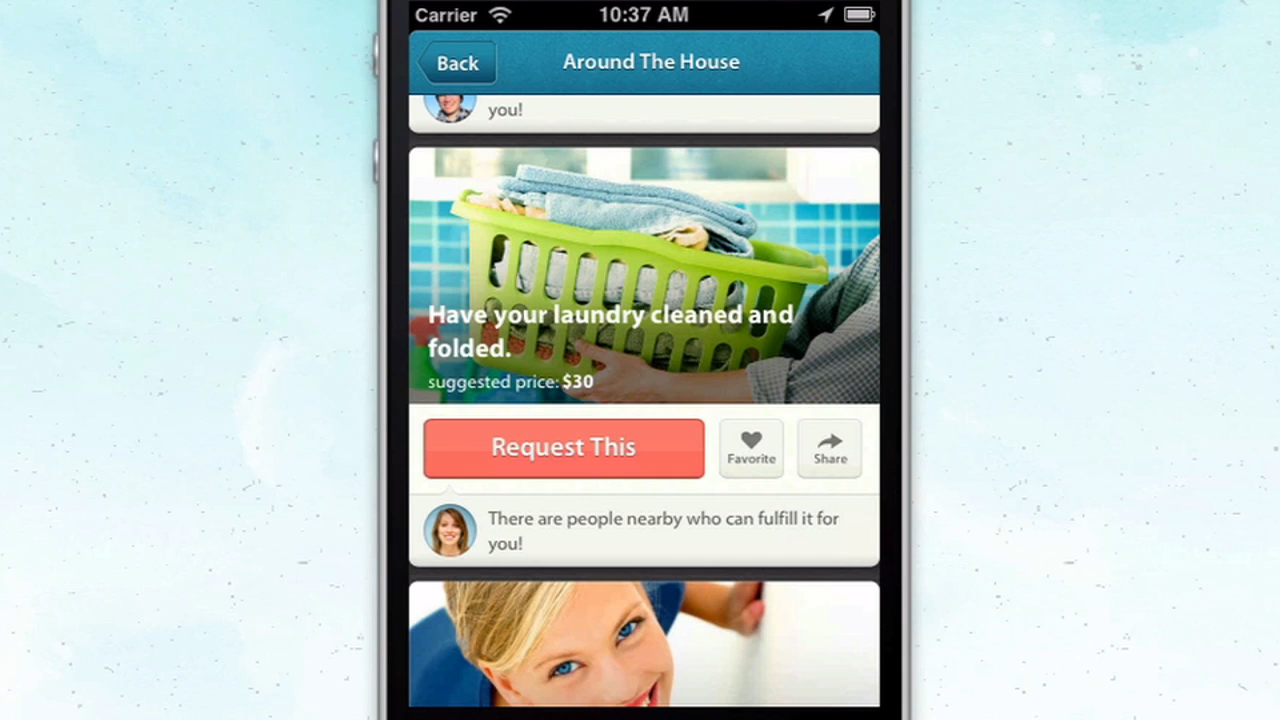 Carrier 10:37 AM
Back Around The House
you!
Have your laundry cleaned and
folded.
suggested price: $30
Request This
Favorite
Share
There are people nearby who can fulfill it for
you!